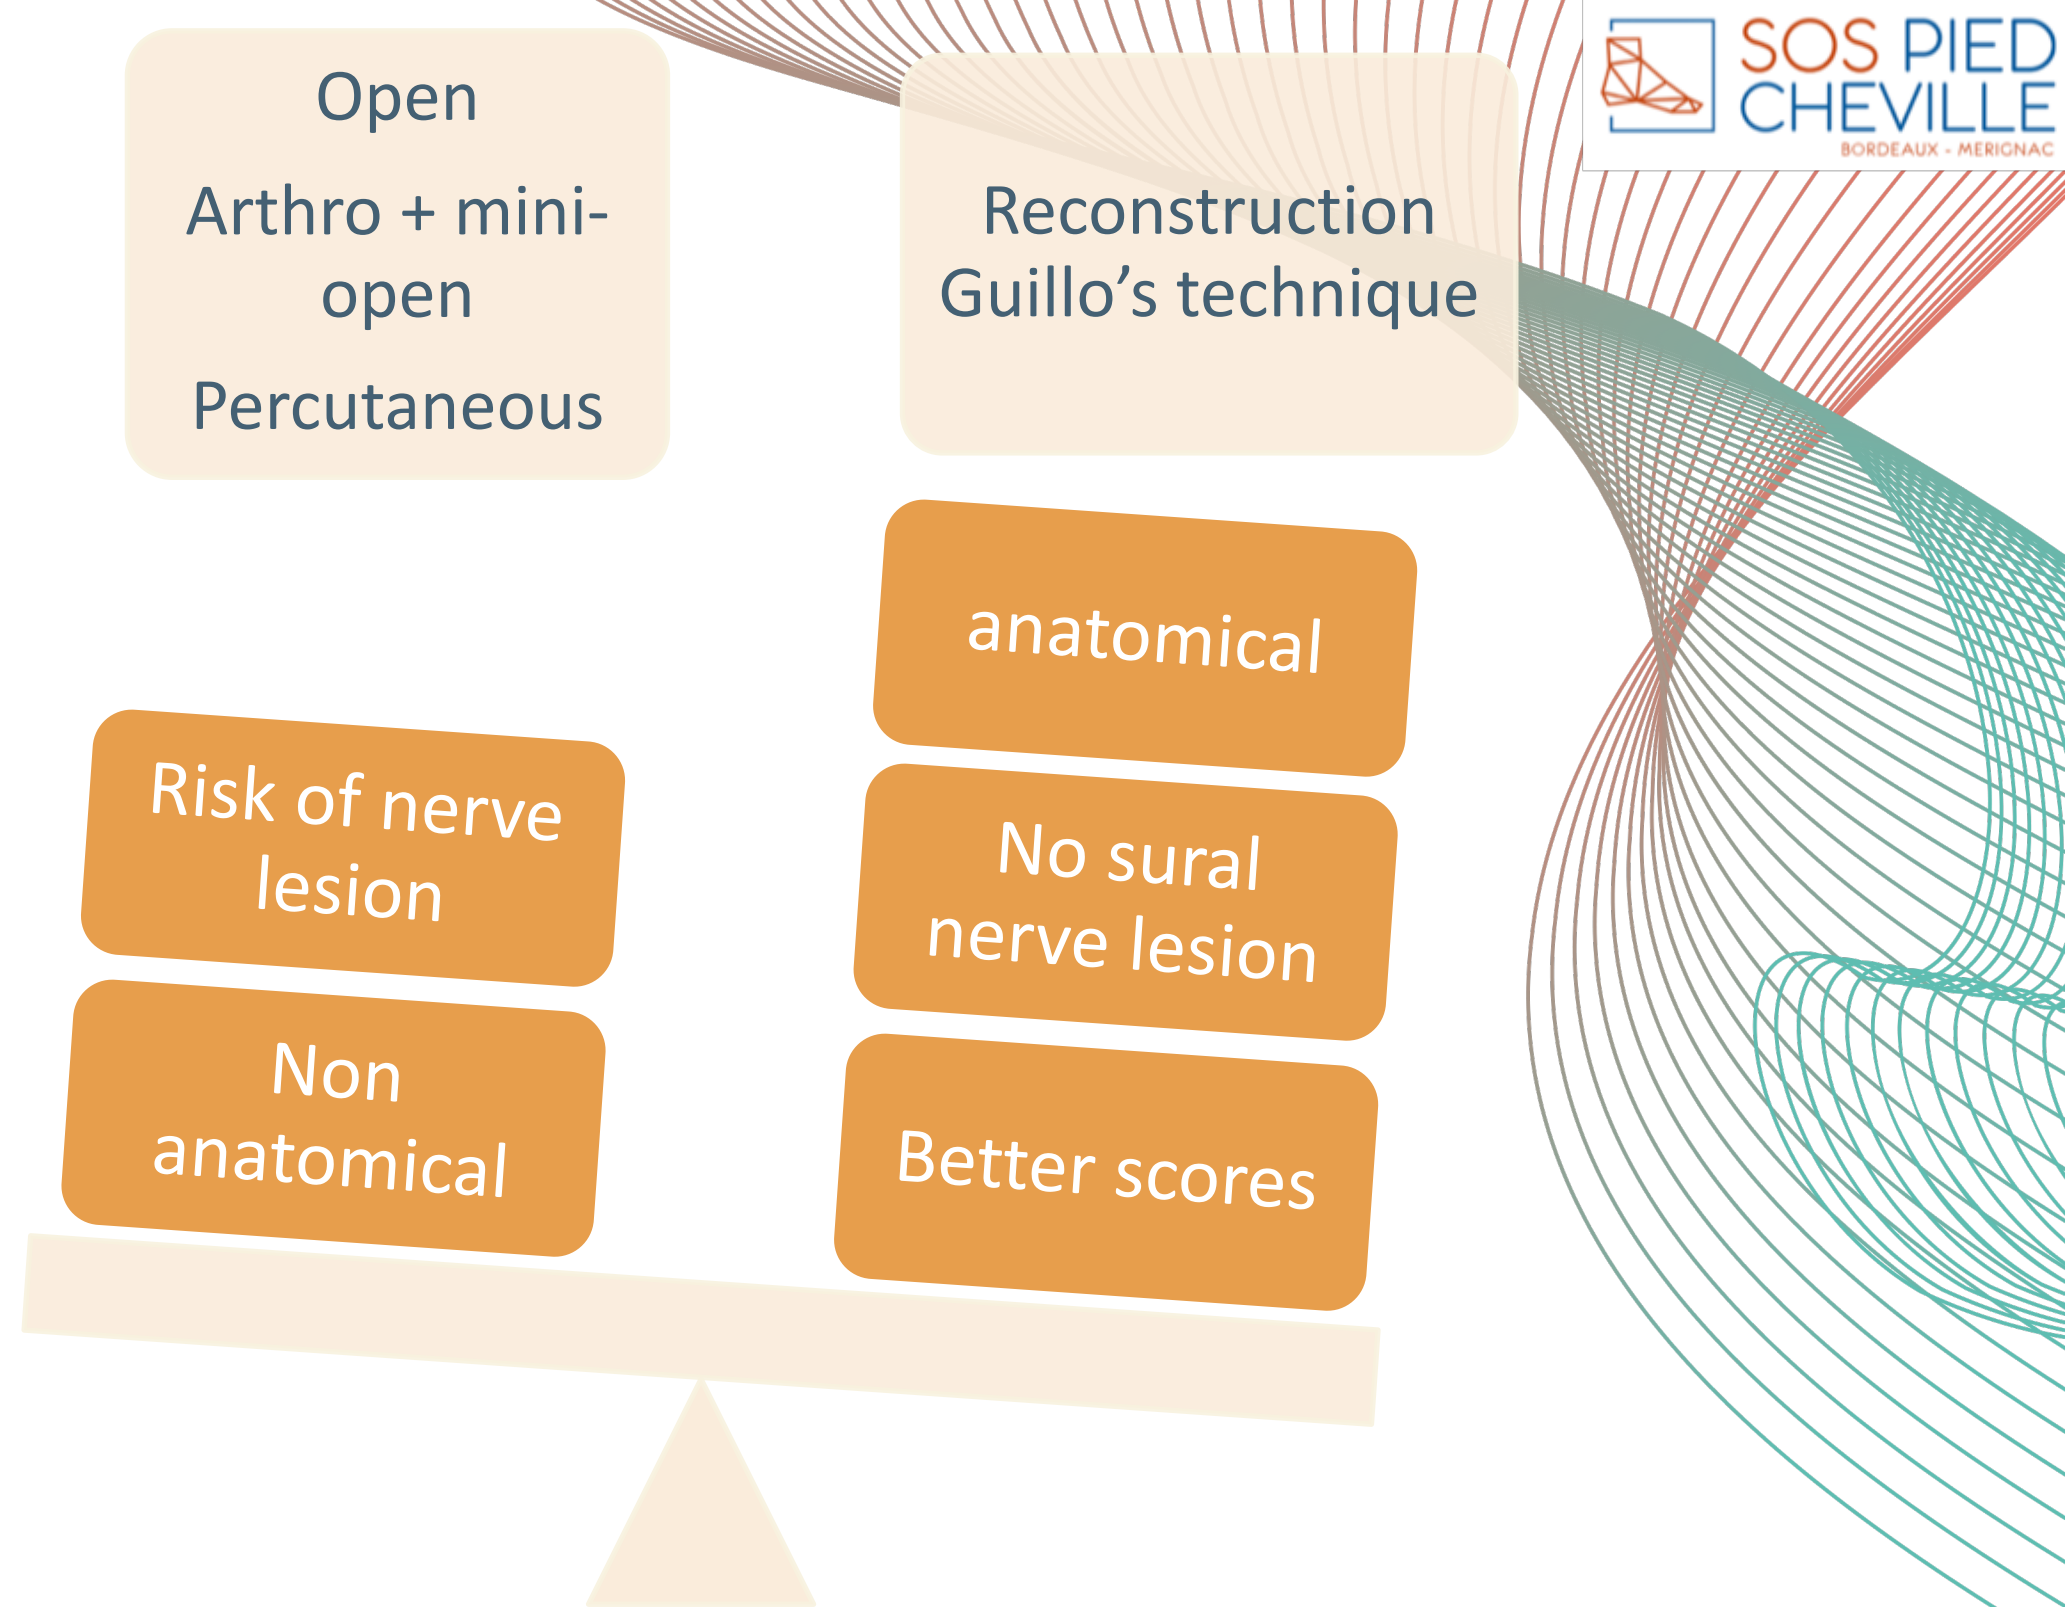 Open
Arthro + mini-
open
Percutaneous
Reconstruction
Guillo’s technique
SOS PIED
CHEVILLE
BORDEAUX - MERIGNAC
Risk of nerve
lesion
Non
anatomical
anatomical
No sural
nerve lesion
Better scores